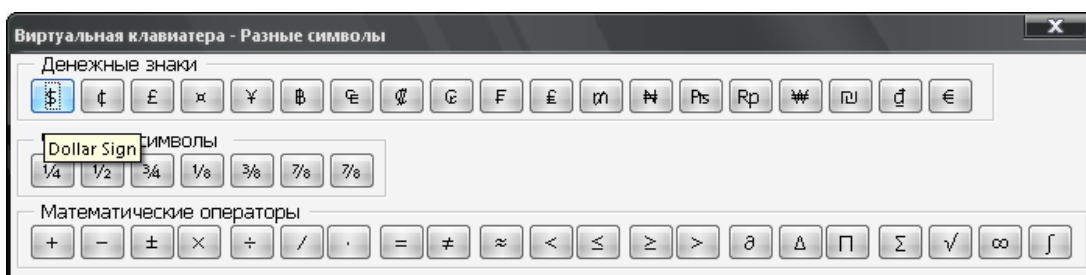 Виртуальная клавиатера - Разные символы
Денежные знаки
$ ¢ £ ¤ ¥ ฿ ₠ ₡ ₢ ₣ ₤ ₥ ₦ ₧ Rp ₩ ₪ ₫ €
Dollar Sign
символы
¼ ½ ¾ ⅛ ⅜ ⅞ ⅞
Математические операторы
+ − ± × ÷ ∕ ∙ = ≠ ≈ < ≤ ≥ > ∂ ∆ ∏ ∑ √ ∞ ∫